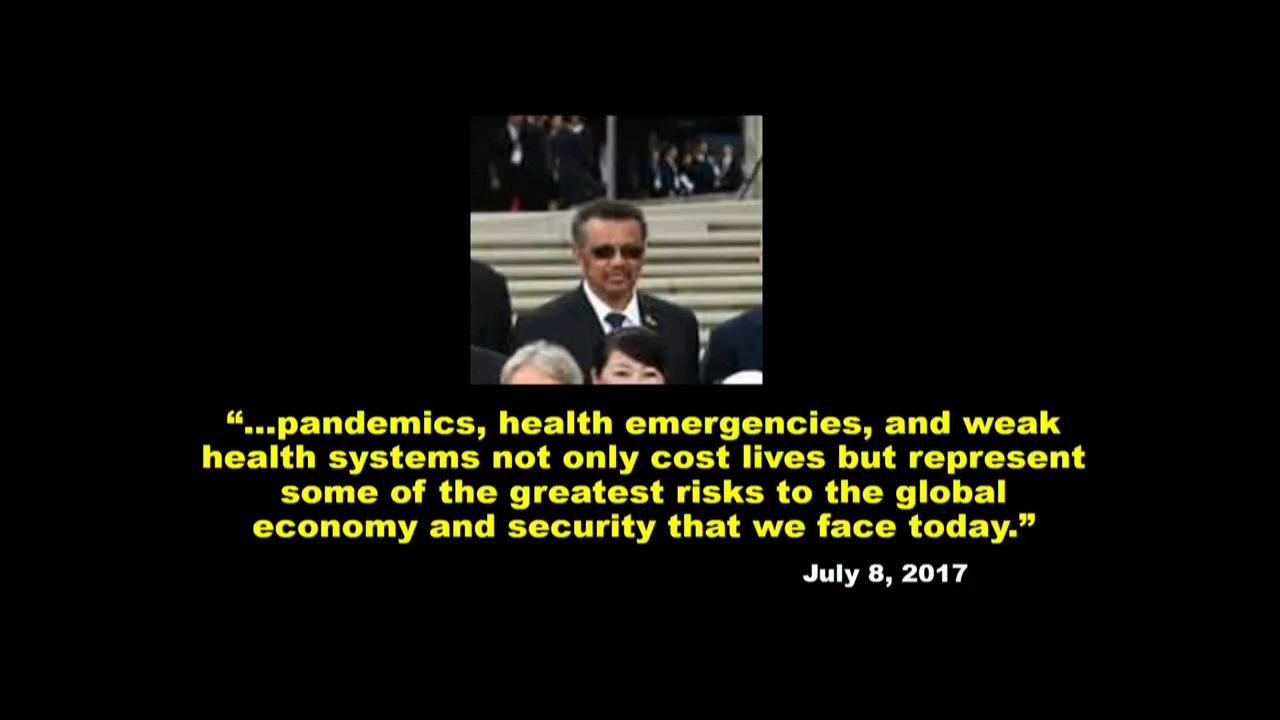 “...pandemics, health emergencies, and weak
health systems not only cost lives but represent
some of the greatest risks to the global
economy and security that we face today.”
July 8, 2017